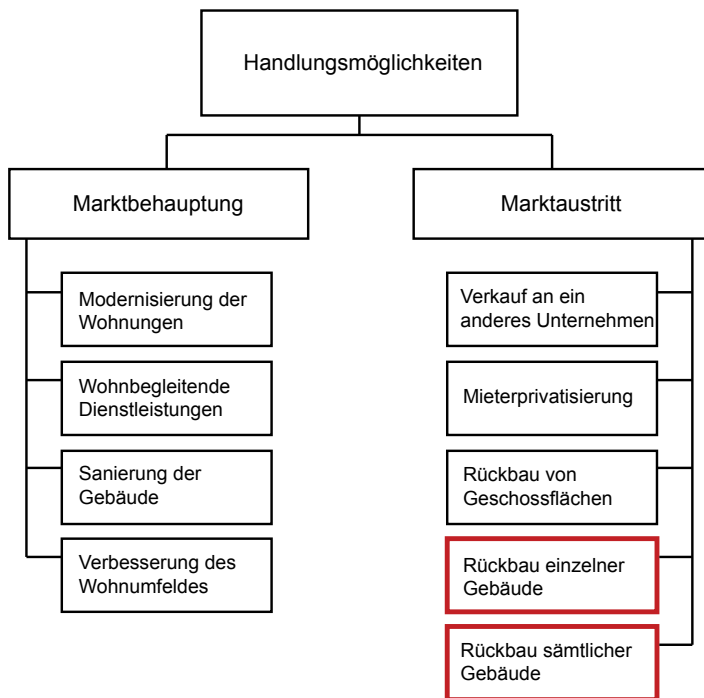 Handlungsmöglichkeiten
Marktbehauptung
Modernisierung der
Wohnungen
Wohnbegleitende
Dienstleistungen
Sanierung der
Gebäude
Verbesserung des
Wohnumfeldes
Marktaustritt
Verkauf an ein
anderes Unternehmen
Mieterprivatisierung
Rückbau von
Geschossflächen
Rückbau einzelner
Gebäude
Rückbau sämtlicher
Gebäude